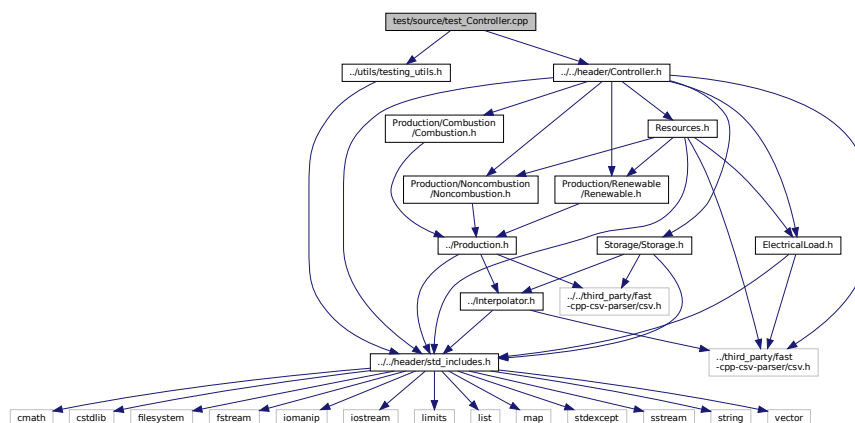 test/source/test_Controller.cpp
../utils/testing_utils.h
../../header/Controller.h
Production/Combustion
/Combustion.h
Resources.h
Production/Noncombustion
/Noncombustion.h
Production/Renewable
/Renewable.h
../Production.h
Storage/Storage.h
ElectricalLoad.h
../Interpolator.h
../../third_party/fast
-cpp-csv-parser/csv.h
../../header/std_includes.h
../third_party/fast
-cpp-csv-parser/csv.h
cmath
cstdlib
filesystem
fstream
iomanip
iostream
limits
list
map
stdexcept
sstream
string
vector